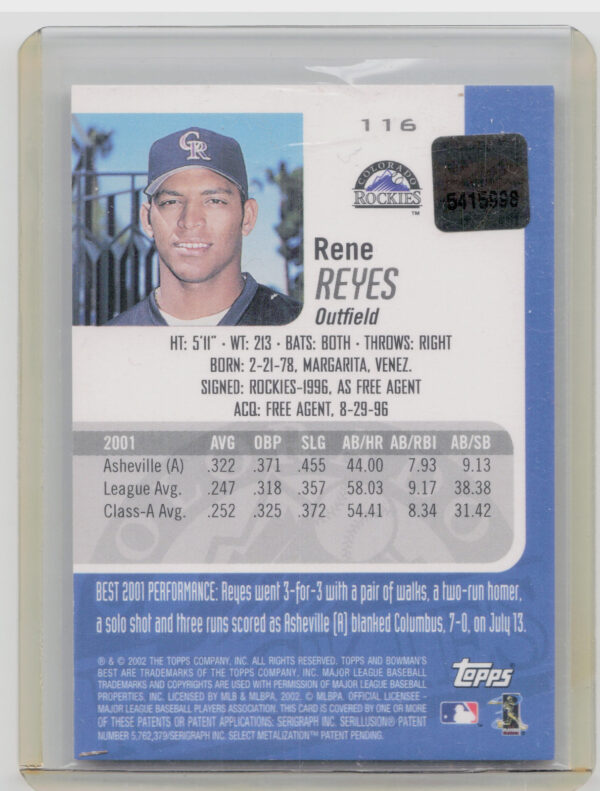 116
CR
COLORADO
ROCKIES
TM
5415998
Rene
REYES
Outfield
HT: 5'11" · WT: 213 · BATS: BOTH · THROWS: RIGHT
BORN: 2-21-78, MARGARITA, VENEZ.
SIGNED: ROCKIES-1996, AS FREE AGENT
ACQ: FREE AGENT, 8-29-96
2001 AVG OBP SLG AB/HR AB/RBI AB/SB
Asheville (A) .322 .371 .455 44.00 7.93 9.13
League Avg. .247 .318 .357 58.03 9.17 38.38
Class-A Avg. .252 .325 .372 54.41 8.34 31.42
BEST 2001 PERFORMANCE: Reyes went 3-for-3 with a pair of walks, a two-run homer,
a solo shot and three runs scored as Asheville (A) blanked Columbus, 7-0, on July 13.
® & © 2002 THE TOPPS COMPANY, INC. ALL RIGHTS RESERVED. TOPPS AND BOWMAN'S
BEST ARE TRADEMARKS OF THE TOPPS COMPANY, INC. MAJOR LEAGUE BASEBALL
TRADEMARKS AND COPYRIGHTS ARE USED WITH PERMISSION OF MAJOR LEAGUE BASEBALL
PROPERTIES, INC. LICENSED BY MLB & MLBPA, 2002. © MLBPA. OFFICIAL LICENSEE -
MAJOR LEAGUE BASEBALL PLAYERS ASSOCIATION. THIS CARD IS COVERED BY ONE OR MORE
OF THESE PATENTS OR PATENT APPLICATIONS: SERIGRAPH INC. SERILLUSION® PATENT
NUMBER 5,762,379/SERIGRAPH INC. SELECT METALIZATION™ PATENT PENDING.
TOPPS